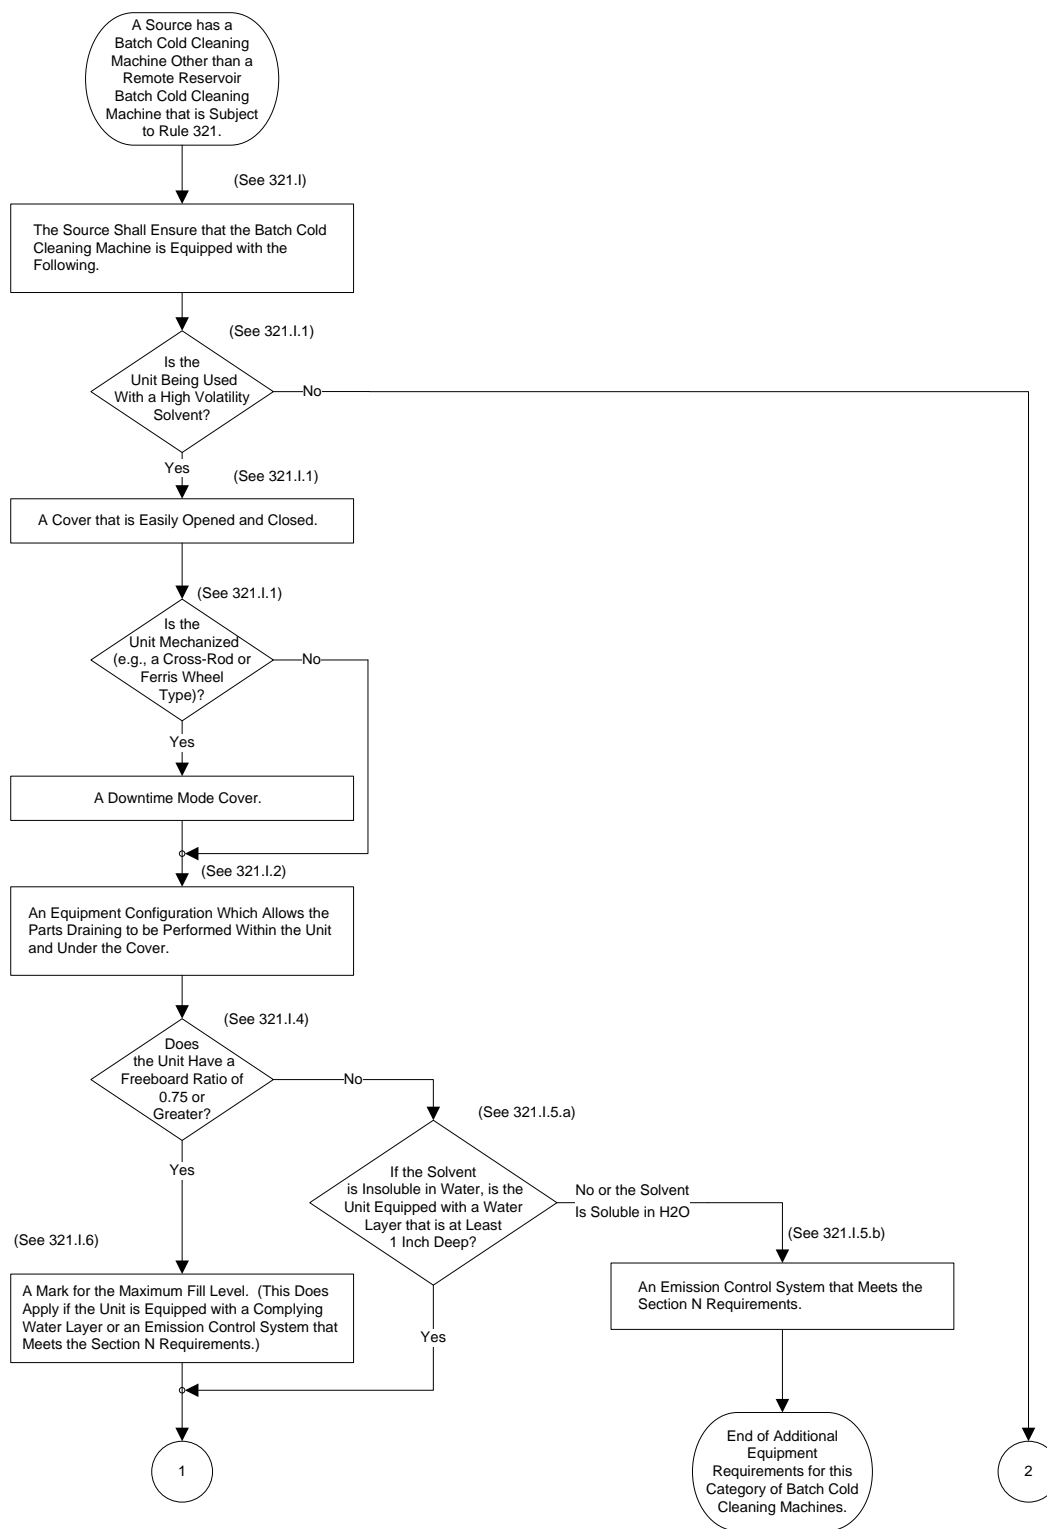 A Source has a
Batch Cold Cleaning
Machine Other than a
Remote Reservoir
Batch Cold Cleaning
Machine that is Subject
to Rule 321.
(See 321.I)
The Source Shall Ensure that the Batch Cold
Cleaning Machine is Equipped with the
Following.
(See 321.I.1)
Is the
Unit Being Used
With a High Volatility
Solvent?
No
Yes
(See 321.I.1)
A Cover that is Easily Opened and Closed.
(See 321.I.1)
Is the
Unit Mechanized
(e.g., a Cross-Rod or
Ferris Wheel
Type)?
No
Yes
A Downtime Mode Cover.
(See 321.I.2)
An Equipment Configuration Which Allows the
Parts Draining to be Performed Within the Unit
and Under the Cover.
(See 321.I.4)
Does
the Unit Have a
Freeboard Ratio of
0.75 or
Greater?
No
Yes
(See 321.I.5.a)
If the Solvent
is Insoluble in Water, is the
Unit Equipped with a Water
Layer that is at Least
1 Inch Deep?
No or the Solvent
Is Soluble in H2O
(See 321.I.5.b)
An Emission Control System that Meets the
Section N Requirements.
Yes
(See 321.I.6)
A Mark for the Maximum Fill Level. (This Does
Apply if the Unit is Equipped with a Complying
Water Layer or an Emission Control System that
Meets the Section N Requirements.)
1
End of Additional
Equipment
Requirements for this
Category of Batch Cold
Cleaning Machines.
2